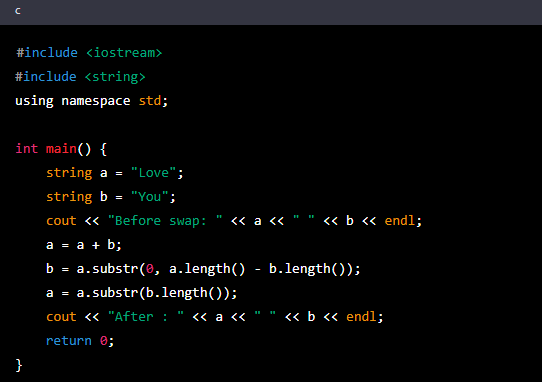 c
#include <iostream>
#include <string>
using namespace std;
int main() {
string a = "Love";
string b = "You";
cout << "Before swap: " << a << " " << b << endl;
a = a + b;
b = a.substr(0, a.length() - b.length());
a = a.substr(b.length());
cout << "After : " << a << " " << b << endl;
return 0;
}